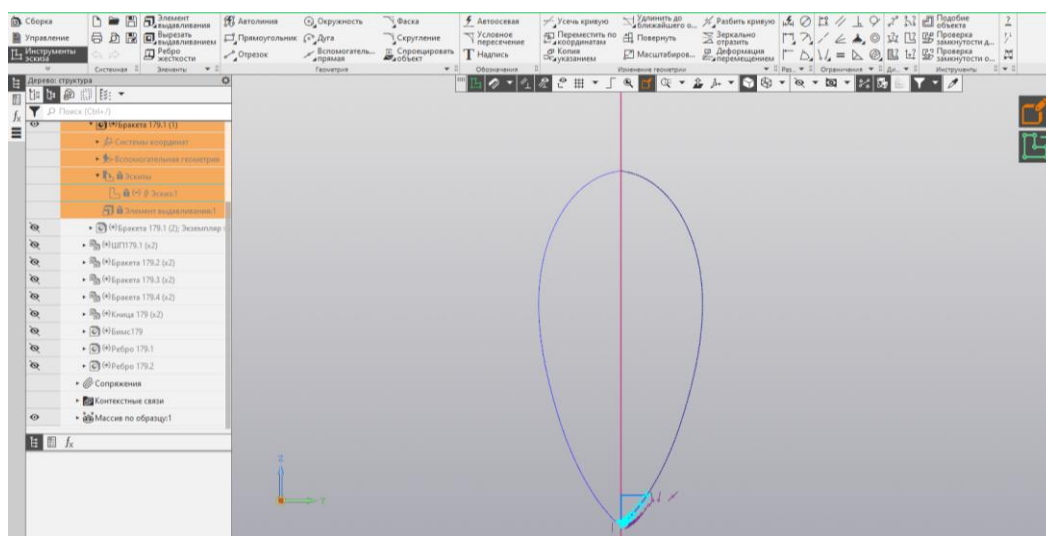 Сборка
Управление
Инструменты эскиза
Элемент выдавливания
Вырезать выдавливанием
Ребро жесткости
Системная
Элементы
Автолиния
Окружность
Фаска
Прямоугольник
Дуга
Скругление
Отрезок
Вспомогатель... прямая
Спроецировать объект
Геометрия
Автоосевая
Условное пересечение
Надпись
Обозначения
Усечь кривую
Удлинить до ближайшего о...
Разбить кривую
Переместить по координатам
Повернуть
Зеркально отразить
Копия указанием
Масштабиров...
Деформация перемещением
Изменение геометрии
Раз...
Ограничения
Ди...
Подобие объекта
Проверка замкнутости д...
Проверка замкнутости о...
Инструменты
Дерево: структура
Поиск (Ctrl+/)
(+)Бракета 179.1 (1)
Системы координат
Вспомогательная геометрия
Эскизы
Эскиз:1
Элемент выдавливания:1
(+)Бракета 179.1 (2); Экземпляр
(+)ШП179.1 (x2)
(+)Бракета 179.2 (x2)
(+)Бракета 179.3 (x2)
(+)Бракета 179.4 (x2)
(+)Кница 179 (x2)
(+)Бимс179
(+)Ребро 179.1
(+)Ребро 179.2
Сопряжения
Контекстные связи
Массив по образцу:1
Z
Y